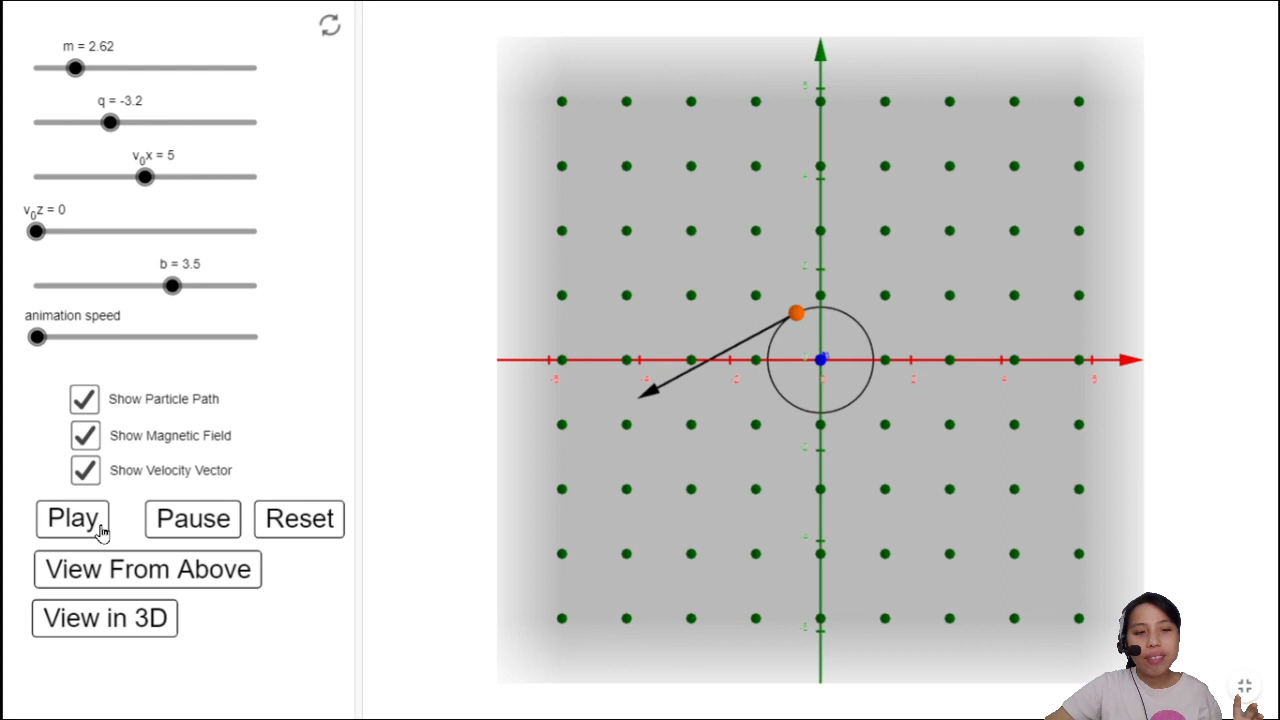 m = 2.62
q = -3.2
v₀x = 5
v₀z = 0
b = 3.5
animation speed
Show Particle Path
Show Magnetic Field
Show Velocity Vector
Play
Pause
Reset
View From Above
View in 3D